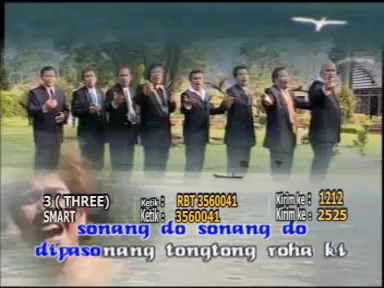 3 ( THREE) Ketik : RBT 3560041 Kirim ke : 1212
SMART Ketik : 3560041 Kirim ke : 2525
sonang do sonang do
dipasonang tongtong roha ki